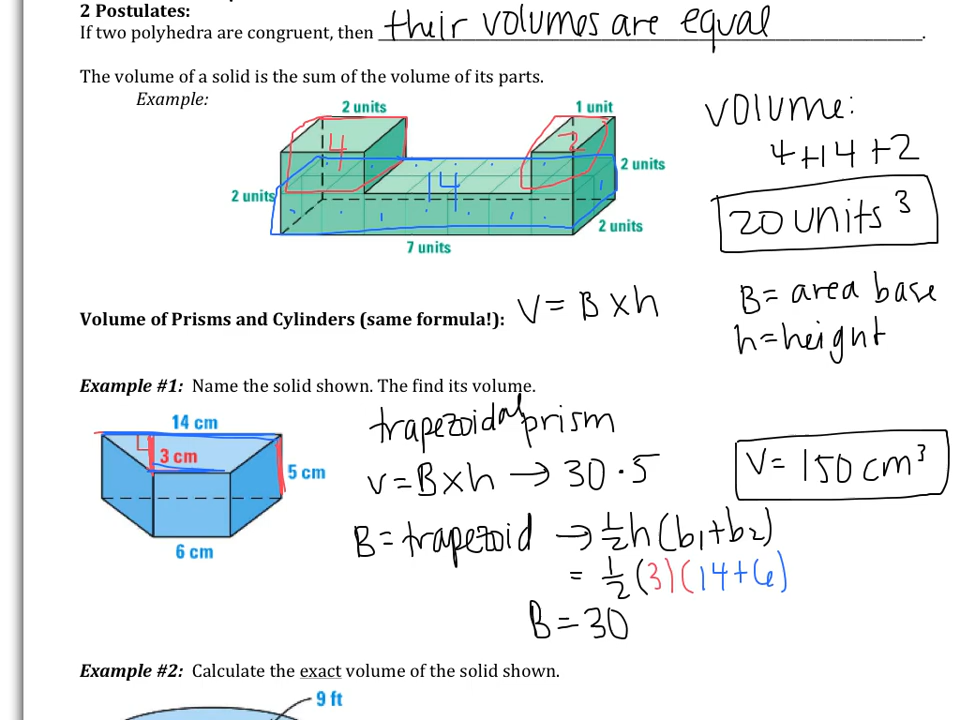 2 Postulates:
If two polyhedra are congruent, then their volumes are equal.
The volume of a solid is the sum of the volume of its parts.
Example:
2 units
1 unit
4
2
2 units
14
2 units
2 units
7 units
volume:
4+14+2
20 units³
Volume of Prisms and Cylinders (same formula!): V = B x h
B = area base
h = height
Example #1: Name the solid shown. The find its volume.
14 cm
3 cm
5 cm
6 cm
trapezoidal prism
V = B x h → 30 · 5
V = 150 cm³
B = trapezoid → ½h(b₁+b₂)
= ½(3)(14+6)
B = 30
Example #2: Calculate the exact volume of the solid shown.
9 ft